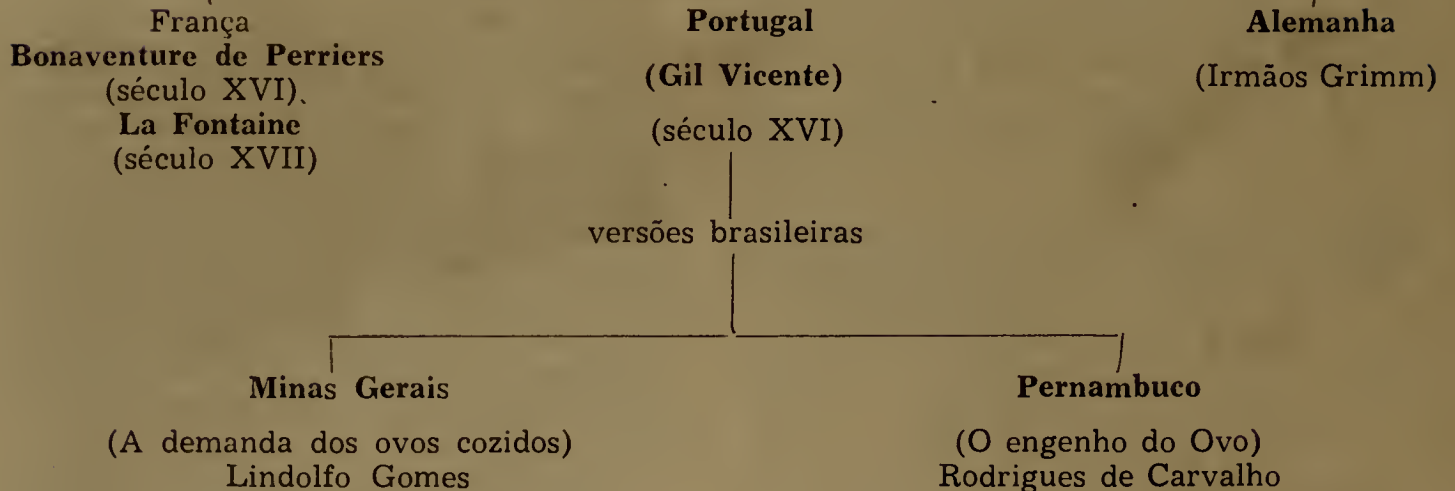 França
Bonaventure de Perriers
(século XVI).
La Fontaine
(século XVII)
Portugal
(Gil Vicente)
(século XVI)
Alemanha
(Irmãos Grimm)
versões brasileiras
Minas Gerais
(A demanda dos ovos cozidos)
Lindolfo Gomes
Pernambuco
(O engenho do Ovo)
Rodrigues de Carvalho